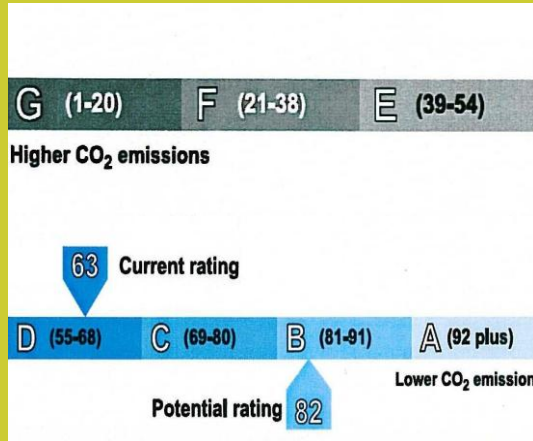 G (1-20) F (21-38) E (39-54)
Higher CO₂ emissions
63 Current rating
D (55-68) C (69-80) B (81-91) A (92 plus)
Lower CO₂ emission
Potential rating 82